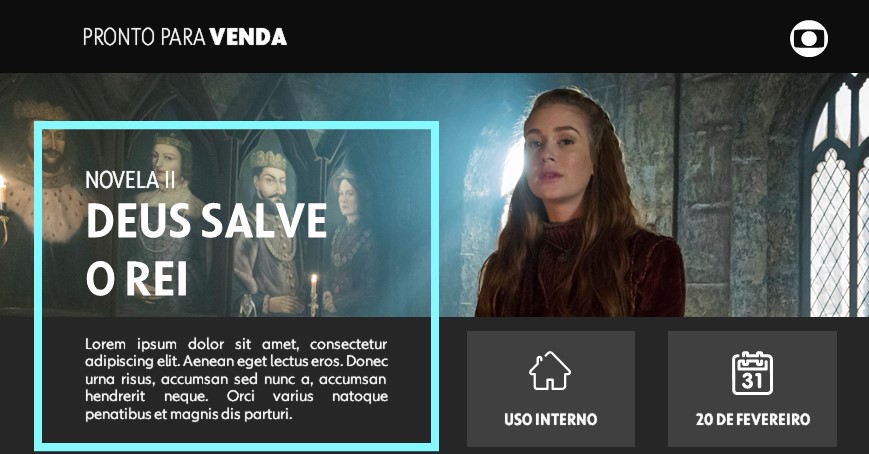 PRONTO PARA VENDA
NOVELA II
DEUS SALVE
O REI
Lorem ipsum dolor sit amet, consectetur
adipiscing elit. Aenean eget lectus eros. Donec
urna risus, accumsan sed nunc a, accumsan
hendrerit neque. Orci varius natoque
penatibus et magnis dis parturi.
31
USO INTERNO
20 DE FEVEREIRO